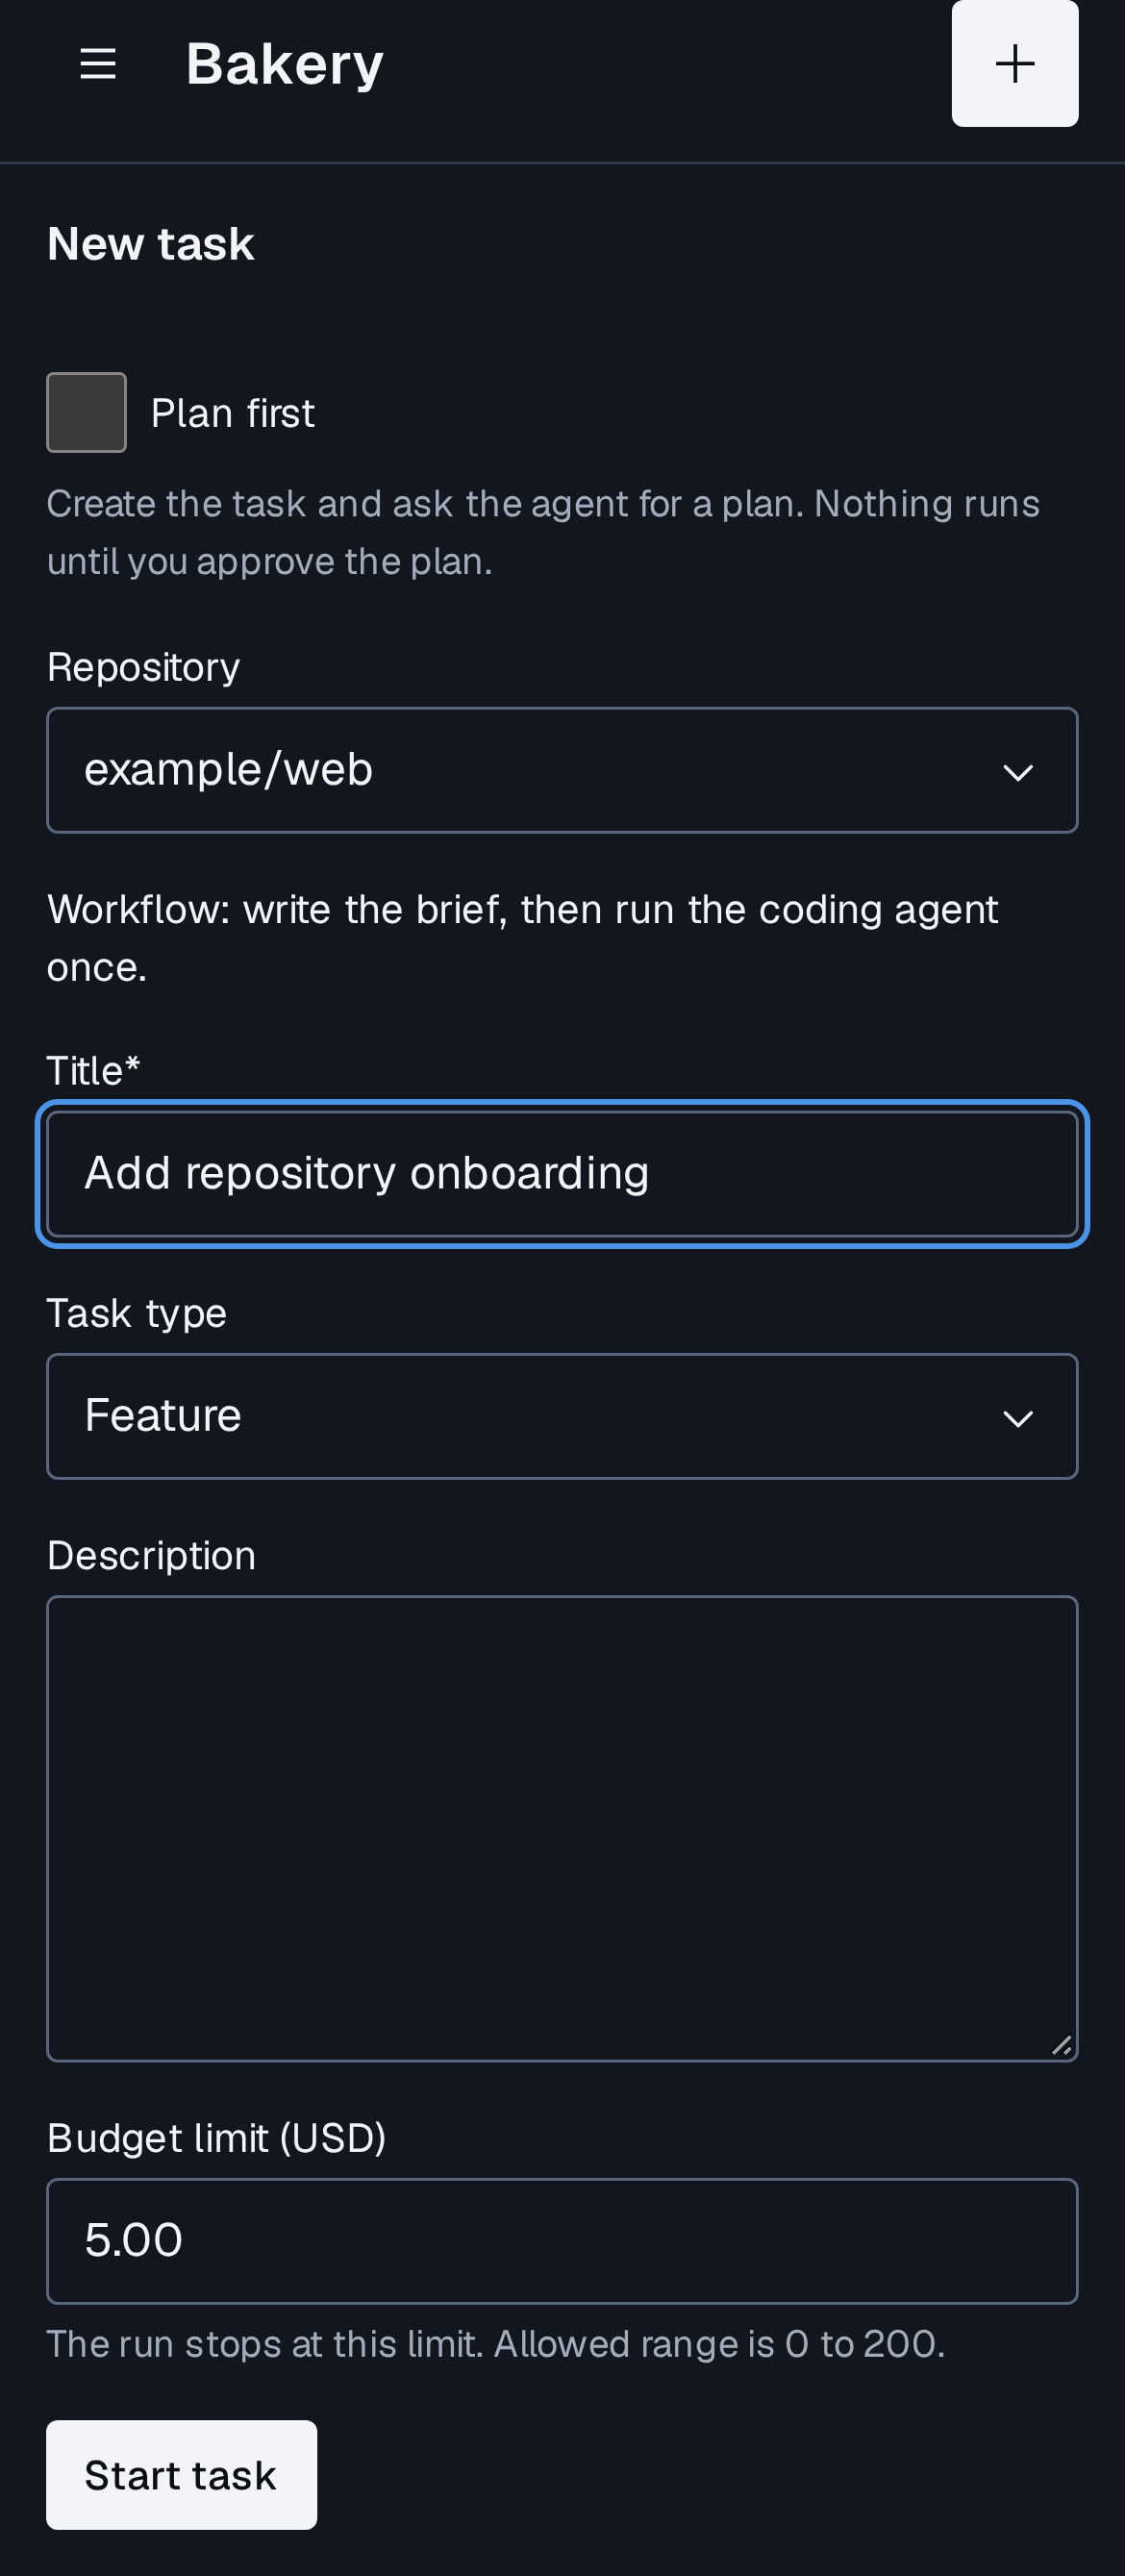 Bakery
New task
Plan first
Create the task and ask the agent for a plan. Nothing runs
until you approve the plan.
Repository
example/web
Workflow: write the brief, then run the coding agent
once.
Title*
Add repository onboarding
Task type
Feature
Description
Budget limit (USD)
5.00
The run stops at this limit. Allowed range is 0 to 200.
Start task